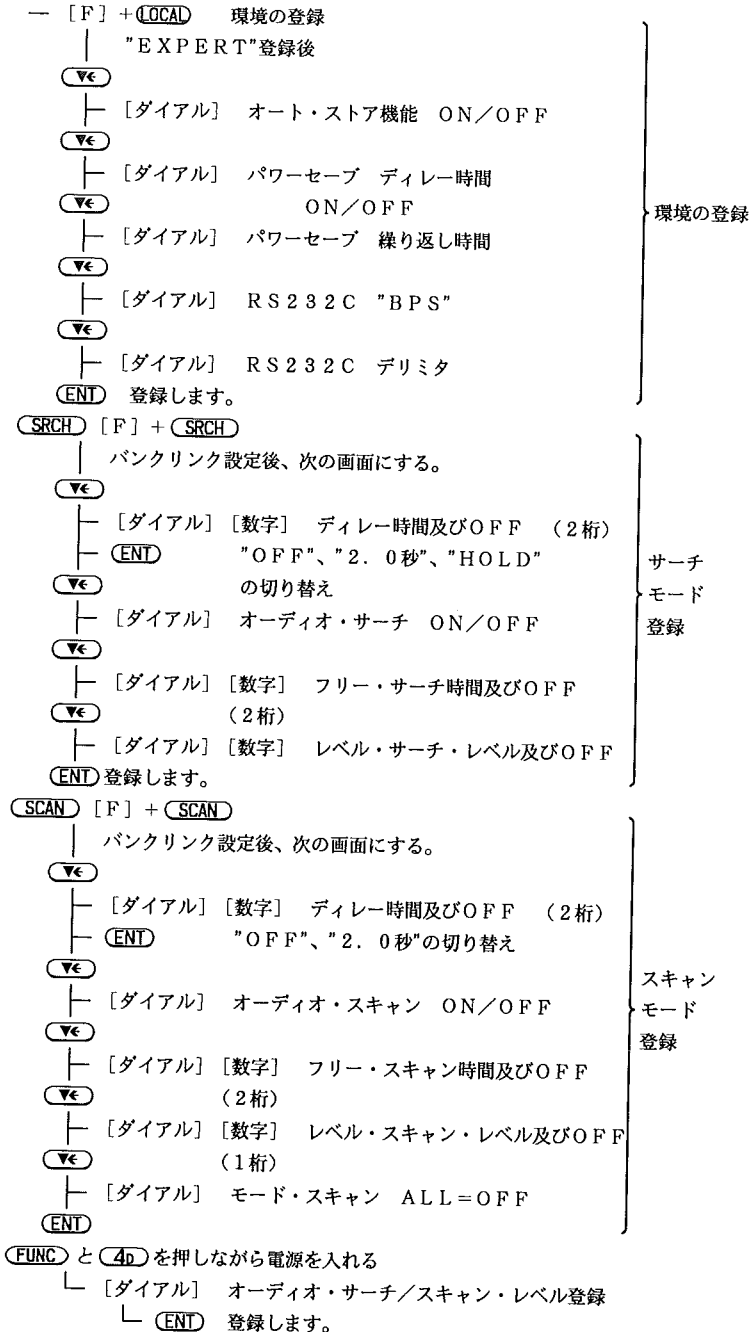 ［Ｆ］＋LOCAL 環境の登録
"ＥＸＰＥＲＴ"登録後
▼←
［ダイアル］ オート・ストア機能 ＯＮ／ＯＦＦ
▼←
［ダイアル］ パワーセーブ ディレー時間
▼← ＯＮ／ＯＦＦ
［ダイアル］ パワーセーブ 繰り返し時間
▼←
［ダイアル］ ＲＳ２３２Ｃ "ＢＰＳ"
▼←
［ダイアル］ ＲＳ２３２Ｃ デリミタ
ENT 登録します。
環境の登録
SRCH ［Ｆ］＋SRCH
バンクリンク設定後、次の画面にする。
▼←
［ダイアル］［数字］ ディレー時間及びＯＦＦ （２桁）
ENT "ＯＦＦ"、"２．０秒"、"ＨＯＬＤ"
▼← の切り替え
［ダイアル］ オーディオ・サーチ ＯＮ／ＯＦＦ
▼←
［ダイアル］［数字］ フリー・サーチ時間及びＯＦＦ
▼← （２桁）
［ダイアル］［数字］ レベル・サーチ・レベル及びＯＦＦ
ENT 登録します。
サーチ
モード
登録
SCAN ［Ｆ］＋SCAN
バンクリンク設定後、次の画面にする。
▼←
［ダイアル］［数字］ ディレー時間及びＯＦＦ （２桁）
ENT "ＯＦＦ"、"２．０秒"の切り替え
▼←
［ダイアル］ オーディオ・スキャン ＯＮ／ＯＦＦ
▼←
［ダイアル］［数字］ フリー・スキャン時間及びＯＦＦ
▼← （２桁）
［ダイアル］［数字］ レベル・スキャン・レベル及びＯＦＦ
▼← （１桁）
［ダイアル］ モード・スキャン ＡＬＬ＝ＯＦＦ
ENT
スキャン
モード
登録
FUNC と 4D を押しながら電源を入れる
［ダイアル］ オーディオ・サーチ／スキャン・レベル登録
ENT 登録します。